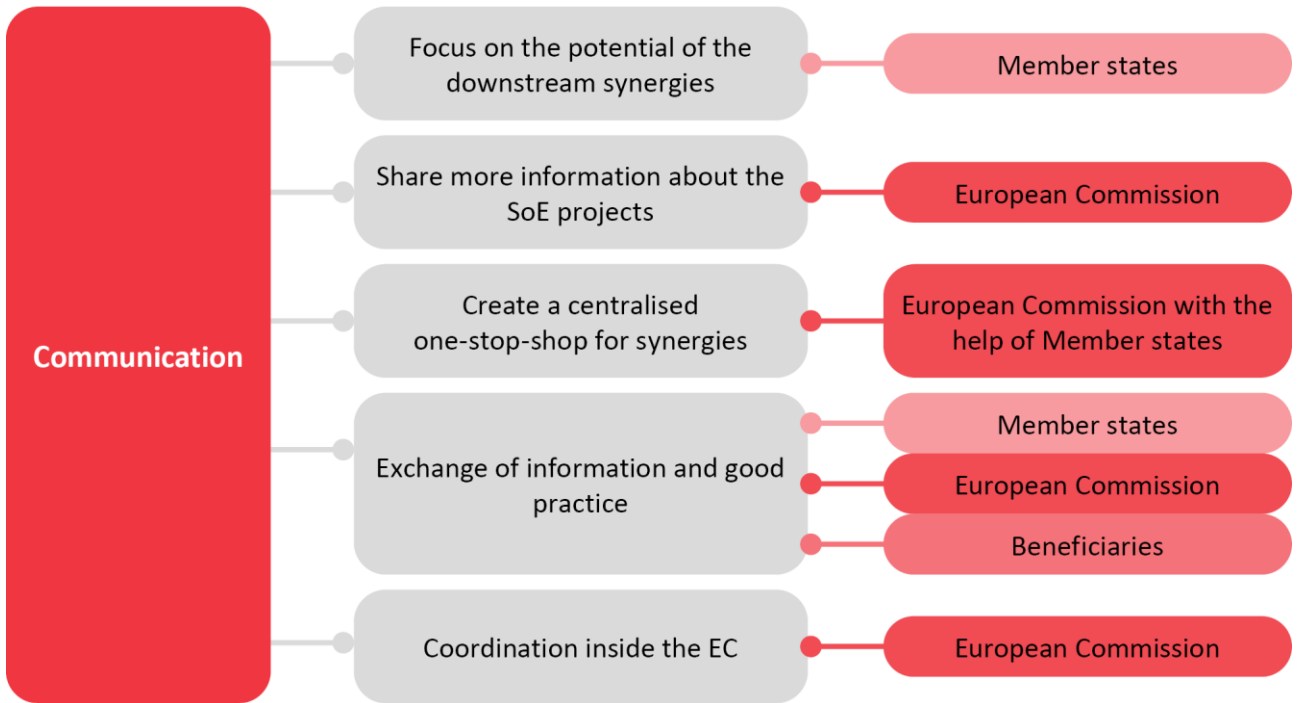 Communication
Focus on the potential of the
downstream synergies
Member states
Share more information about the
SoE projects
European Commission
Create a centralised
one-stop-shop for synergies
European Commission with the
help of Member states
Exchange of information and good
practice
Member states
European Commission
Beneficiaries
Coordination inside the EC
European Commission